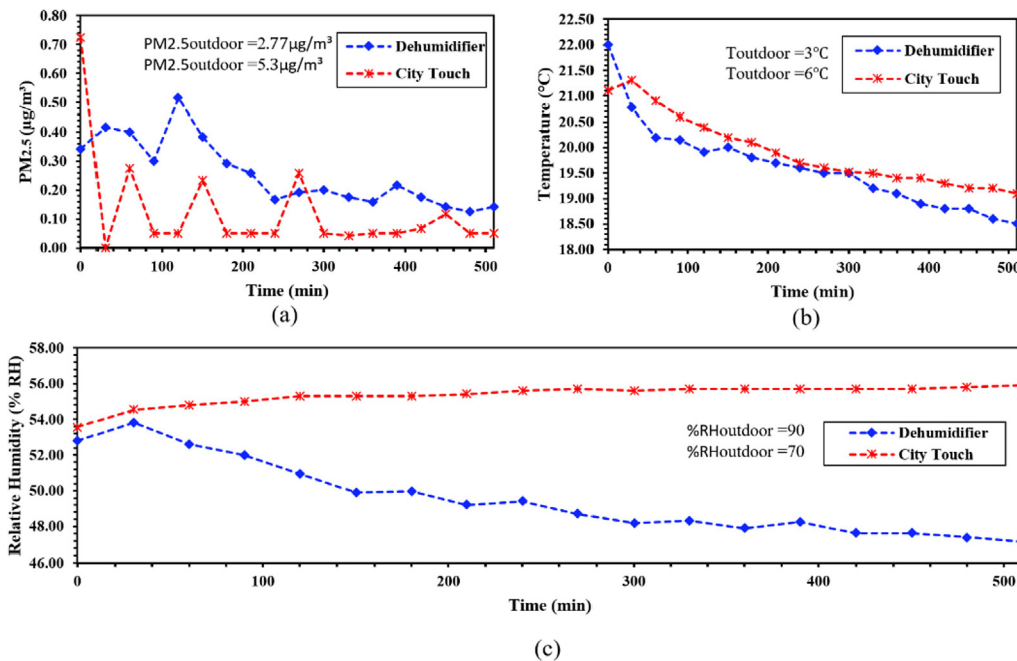 (a)
0.80
0.70
0.60
0.50
0.40
0.30
0.20
0.10
0.00
PM2.5 (µg/m³)
PM2.5outdoor =2.77µg/m³
PM2.5outdoor =5.3µg/m³
Dehumidifier
City Touch
0 100 200 300 400 500
Time (min)
(a)
(b)
22.50
22.00
21.50
21.00
20.50
20.00
19.50
19.00
18.50
18.00
Temperature (°C)
Toutdoor =3°C
Toutdoor =6°C
Dehumidifier
City Touch
0 100 200 300 400 500
Time (min)
(b)
58.00
56.00
54.00
52.00
50.00
48.00
46.00
Relative Humidity (% RH)
%RHoutdoor =90
%RHoutdoor =70
Dehumidifier
City Touch
0 100 200 300 400 500
Time (min)
(c)